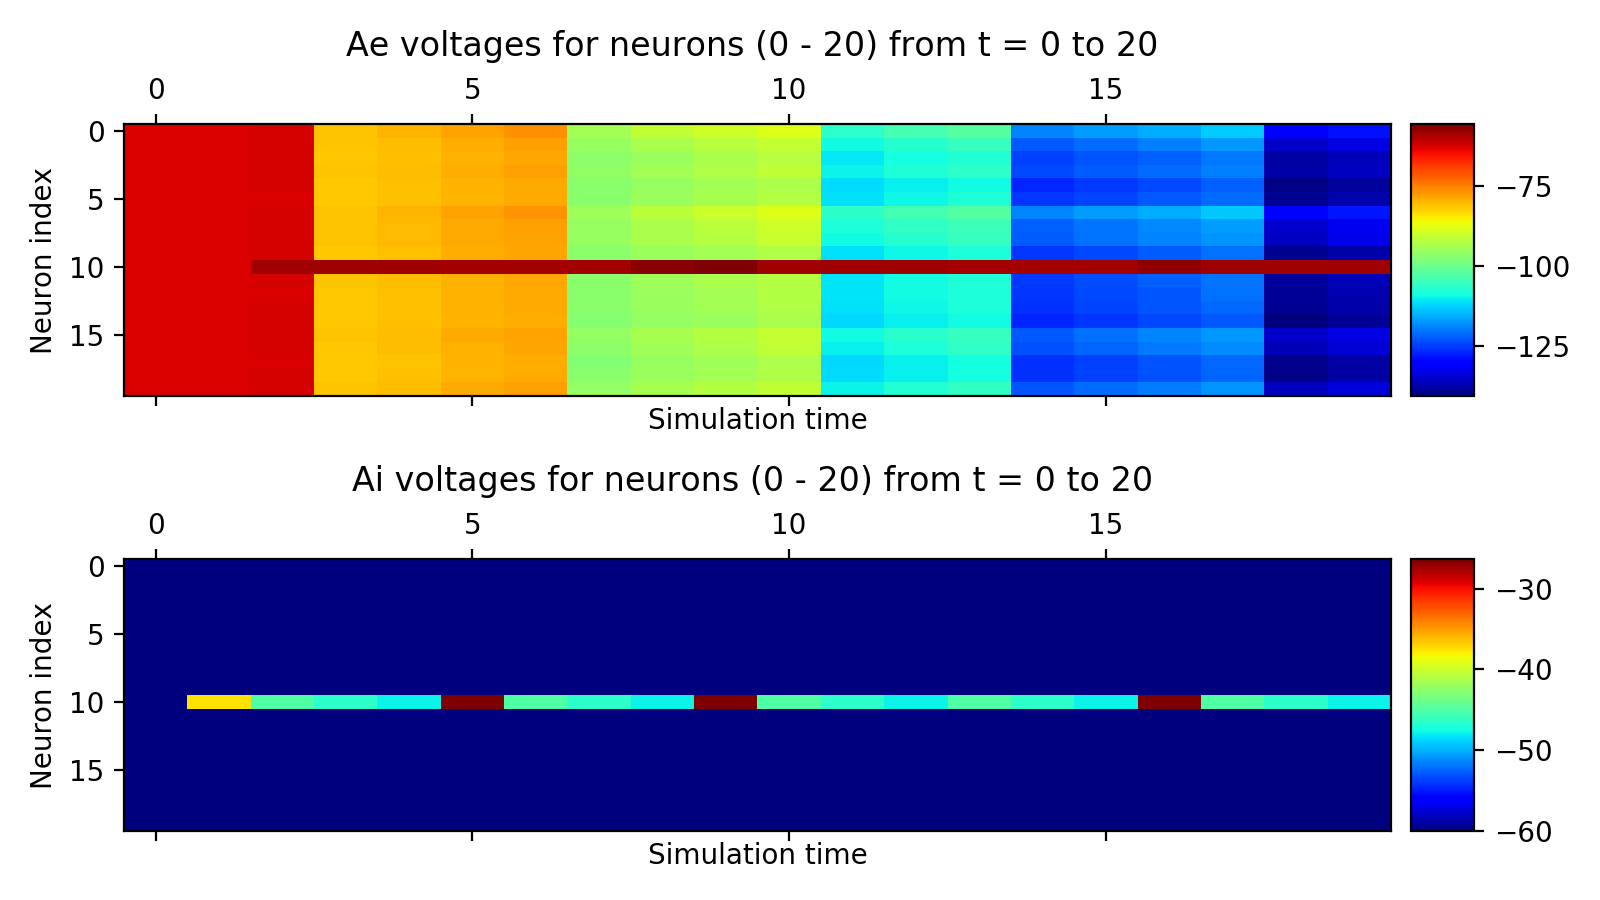 Ae voltages for neurons (0 - 20) from t = 0 to 20
0 5 10 15
Neuron index
0
5
10
15
−75
−100
−125
Simulation time
Ai voltages for neurons (0 - 20) from t = 0 to 20
0 5 10 15
Neuron index
0
5
10
15
−30
−40
−50
−60
Simulation time